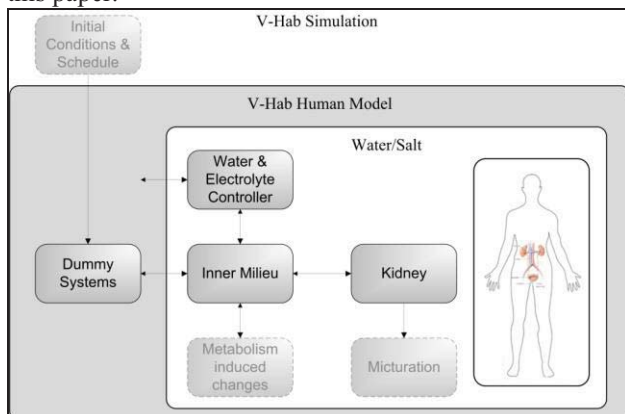 this paper.
V-Hab Simulation
Initial
Conditions &
Schedule
V-Hab Human Model
Water/Salt
Water &
Electrolyte
Controller
Dummy
Systems
Inner Milieu
Kidney
Metabolism
induced
changes
Micturation